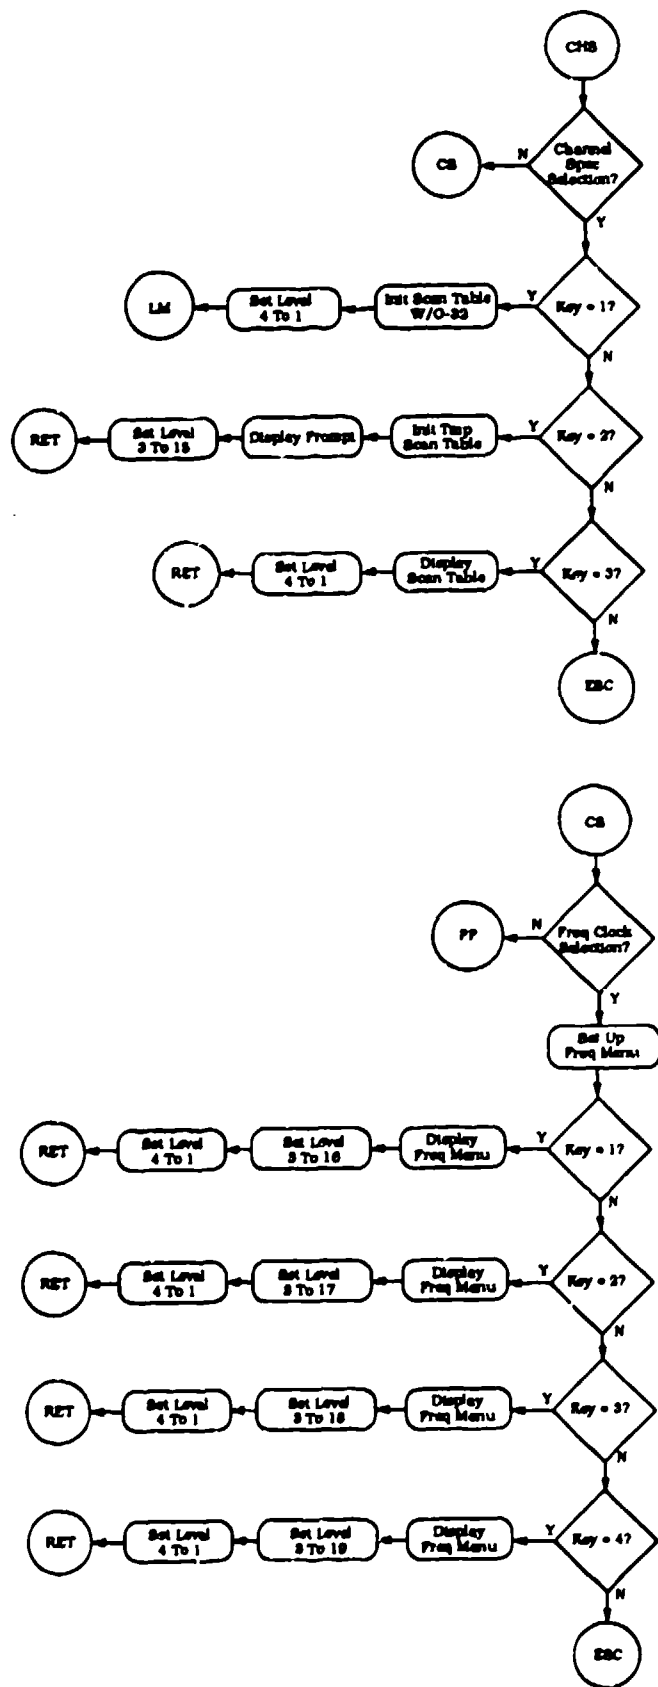 CHS
Channel
Spec
Selection?
N
CS
Y
Key = 1?
Y
Init Scan Table
W/O-32
Set Level
4 To 1
LM
N
Key = 2?
Y
Init Tmp
Scan Table
Display Prompt
Set Level
3 To 15
RET
N
Key = 3?
Y
Display
Scan Table
Set Level
4 To 1
RET
N
ESC
CS
Freq Clock
Selection?
N
PP
Y
Set Up
Freq Menu
Key = 1?
Y
Display
Freq Menu
Set Level
3 To 16
Set Level
4 To 1
RET
N
Key = 2?
Y
Display
Freq Menu
Set Level
3 To 17
Set Level
4 To 1
RET
N
Key = 3?
Y
Display
Freq Menu
Set Level
3 To 18
Set Level
4 To 1
RET
N
Key = 4?
Y
Display
Freq Menu
Set Level
3 To 19
Set Level
4 To 1
RET
N
ESC